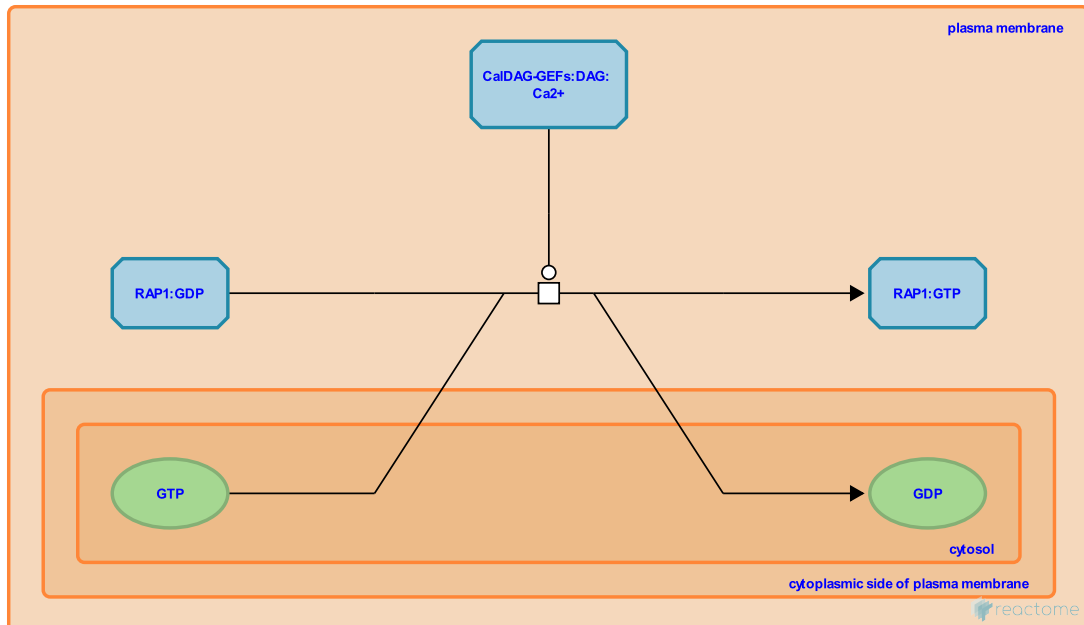 plasma membrane
CalDAG-GEFs:DAG:
Ca2+
RAP1:GDP
RAP1:GTP
GTP
GDP
cytosol
cytoplasmic side of plasma membrane
reactome